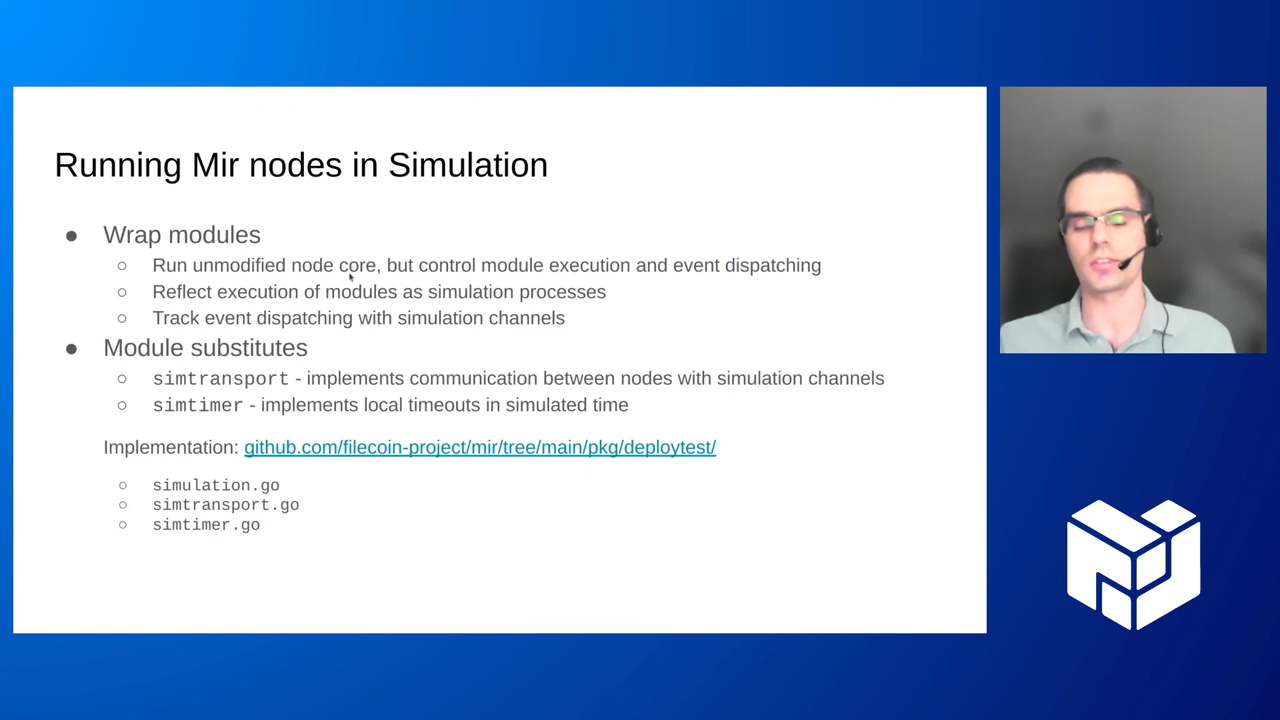 Running Mir nodes in Simulation
● Wrap modules
○ Run unmodified node core, but control module execution and event dispatching
○ Reflect execution of modules as simulation processes
○ Track event dispatching with simulation channels
● Module substitutes
○ simtransport - implements communication between nodes with simulation channels
○ simtimer - implements local timeouts in simulated time
Implementation: github.com/filecoin-project/mir/tree/main/pkg/deploytest/
○ simulation.go
○ simtransport.go
○ simtimer.go